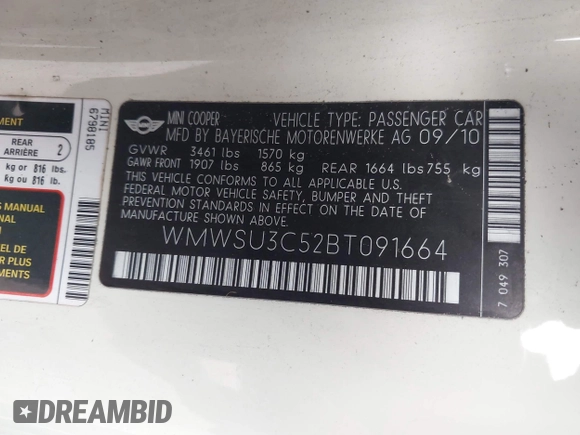 MINI COOPER VEHICLE TYPE: PASSENGER CAR
MFD BY BAYERISCHE MOTORENWERKE AG 09/10
GVWR 3461 lbs 1570 kg
GAWR FRONT 1907 lbs 865 kg REAR 1664 lbs 755 kg
THIS VEHICLE CONFORMS TO ALL APPLICABLE U.S.
FEDERAL MOTOR VEHICLE SAFETY, BUMPER AND THEFT
PREVENTION STANDARDS IN EFFECT ON THE DATE OF
MANUFACTURE SHOWN ABOVE.
WMWSU3C52BT091664
7 049 307
MINI
6798185
REAR
ARRIÈRE 2
kg or 816 lbs.
kg ou 816 lb.
S MANUAL
TIONAL
N
DEL DE
R PLUS
EMENTS
DREAMBID